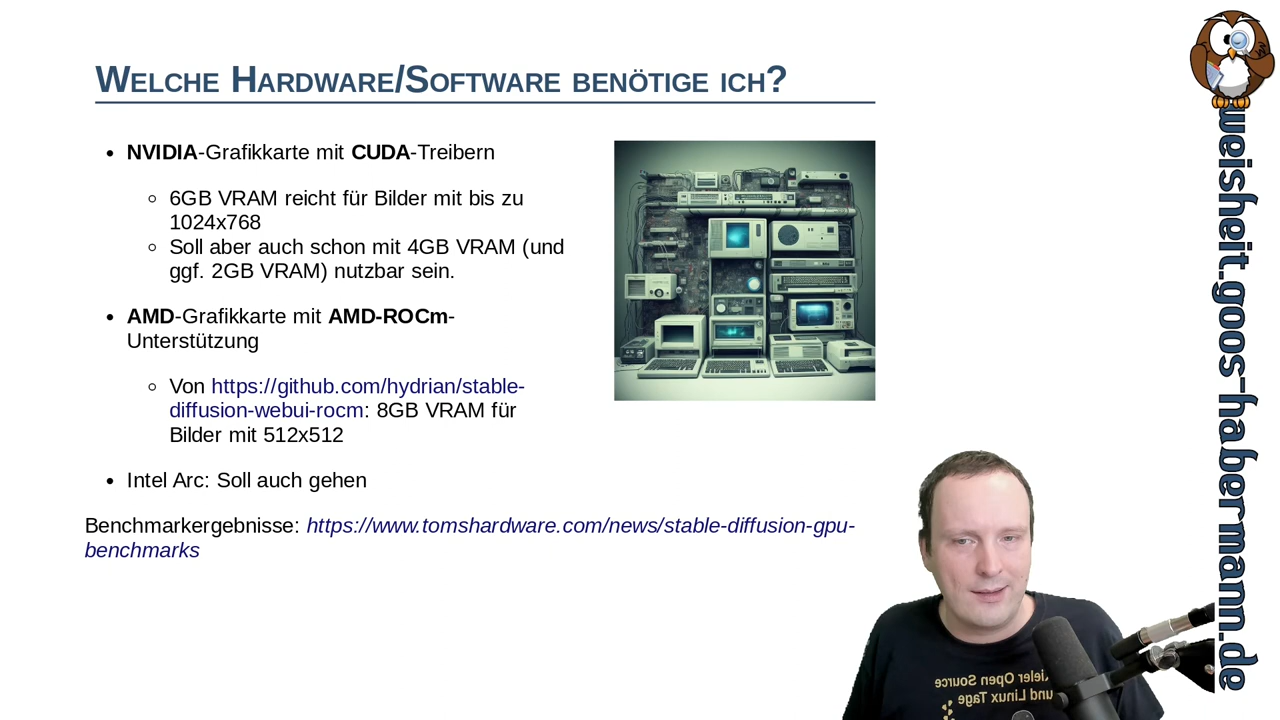 Welche Hardware/Software benötige ich?
• NVIDIA-Grafikkarte mit CUDA-Treibern
◦ 6GB VRAM reicht für Bilder mit bis zu
1024x768
◦ Soll aber auch schon mit 4GB VRAM (und
ggf. 2GB VRAM) nutzbar sein.
• AMD-Grafikkarte mit AMD-ROCm-
Unterstützung
◦ Von https://github.com/hydrian/stable-
diffusion-webui-rocm: 8GB VRAM für
Bilder mit 512x512
• Intel Arc: Soll auch gehen
Benchmarkergebnisse: https://www.tomshardware.com/news/stable-diffusion-gpu-
benchmarks
weisheit.goos-habermann.de
Kieler Open Source
und Linux Tage